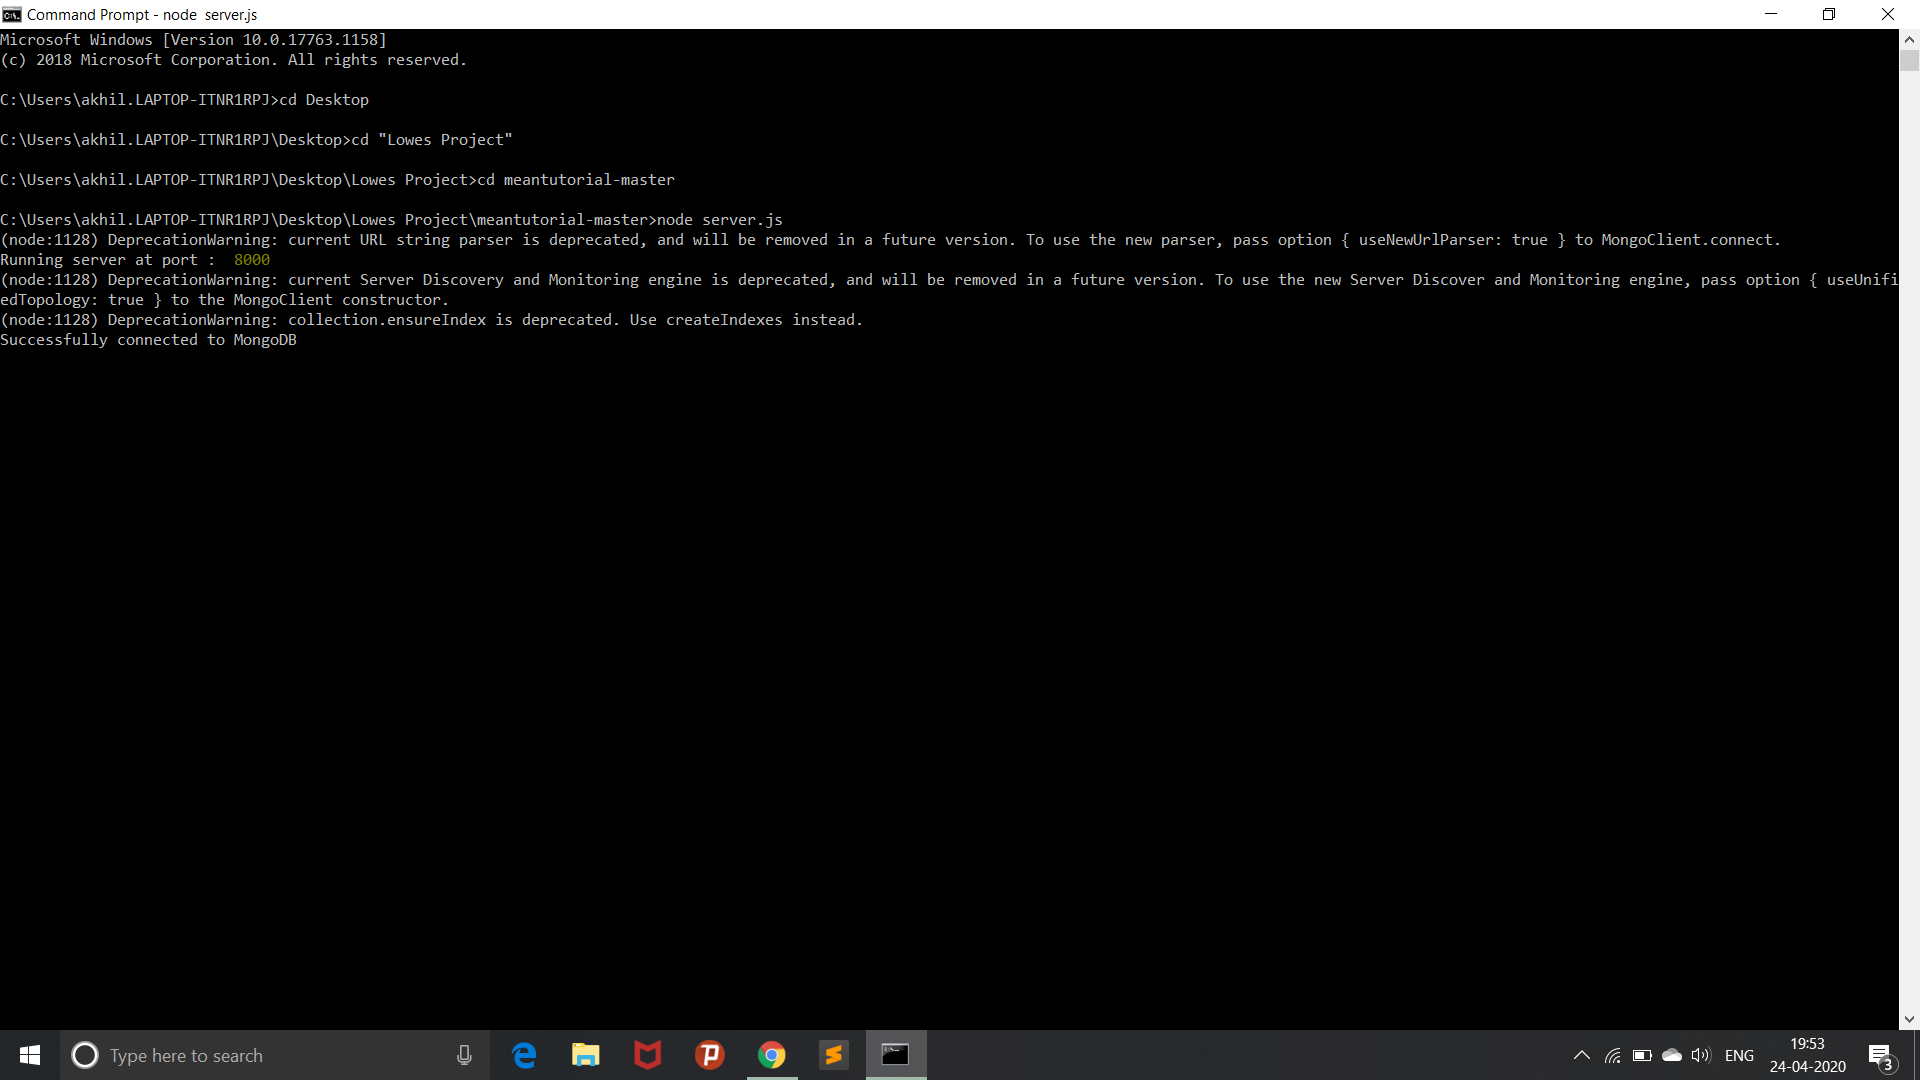 Command Prompt - node  server.js
Microsoft Windows [Version 10.0.17763.1158]
(c) 2018 Microsoft Corporation. All rights reserved.
C:\Users\akhil.LAPTOP-ITNR1RPJ>cd Desktop
C:\Users\akhil.LAPTOP-ITNR1RPJ\Desktop>cd "Lowes Project"
C:\Users\akhil.LAPTOP-ITNR1RPJ\Desktop\Lowes Project>cd meantutorial-master
C:\Users\akhil.LAPTOP-ITNR1RPJ\Desktop\Lowes Project\meantutorial-master>node server.js
(node:1128) DeprecationWarning: current URL string parser is deprecated, and will be removed in a future version. To use the new parser, pass option { useNewUrlParser: true } to MongoClient.connect.
Running server at port :  8000
(node:1128) DeprecationWarning: current Server Discovery and Monitoring engine is deprecated, and will be removed in a future version. To use the new Server Discover and Monitoring engine, pass option { useUnifi
edTopology: true } to the MongoClient constructor.
(node:1128) DeprecationWarning: collection.ensureIndex is deprecated. Use createIndexes instead.
Successfully connected to MongoDB
Type here to search
ENG
19:53
24-04-2020
3